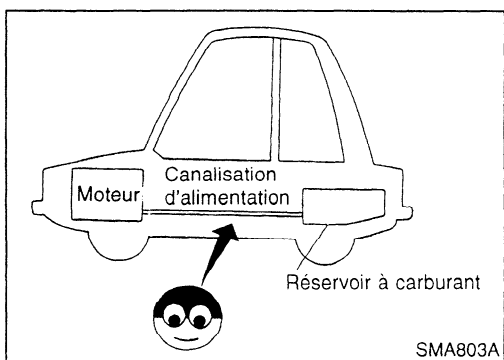 Canalisation
d'alimentation
Moteur
Réservoir à carburant
SMA803A